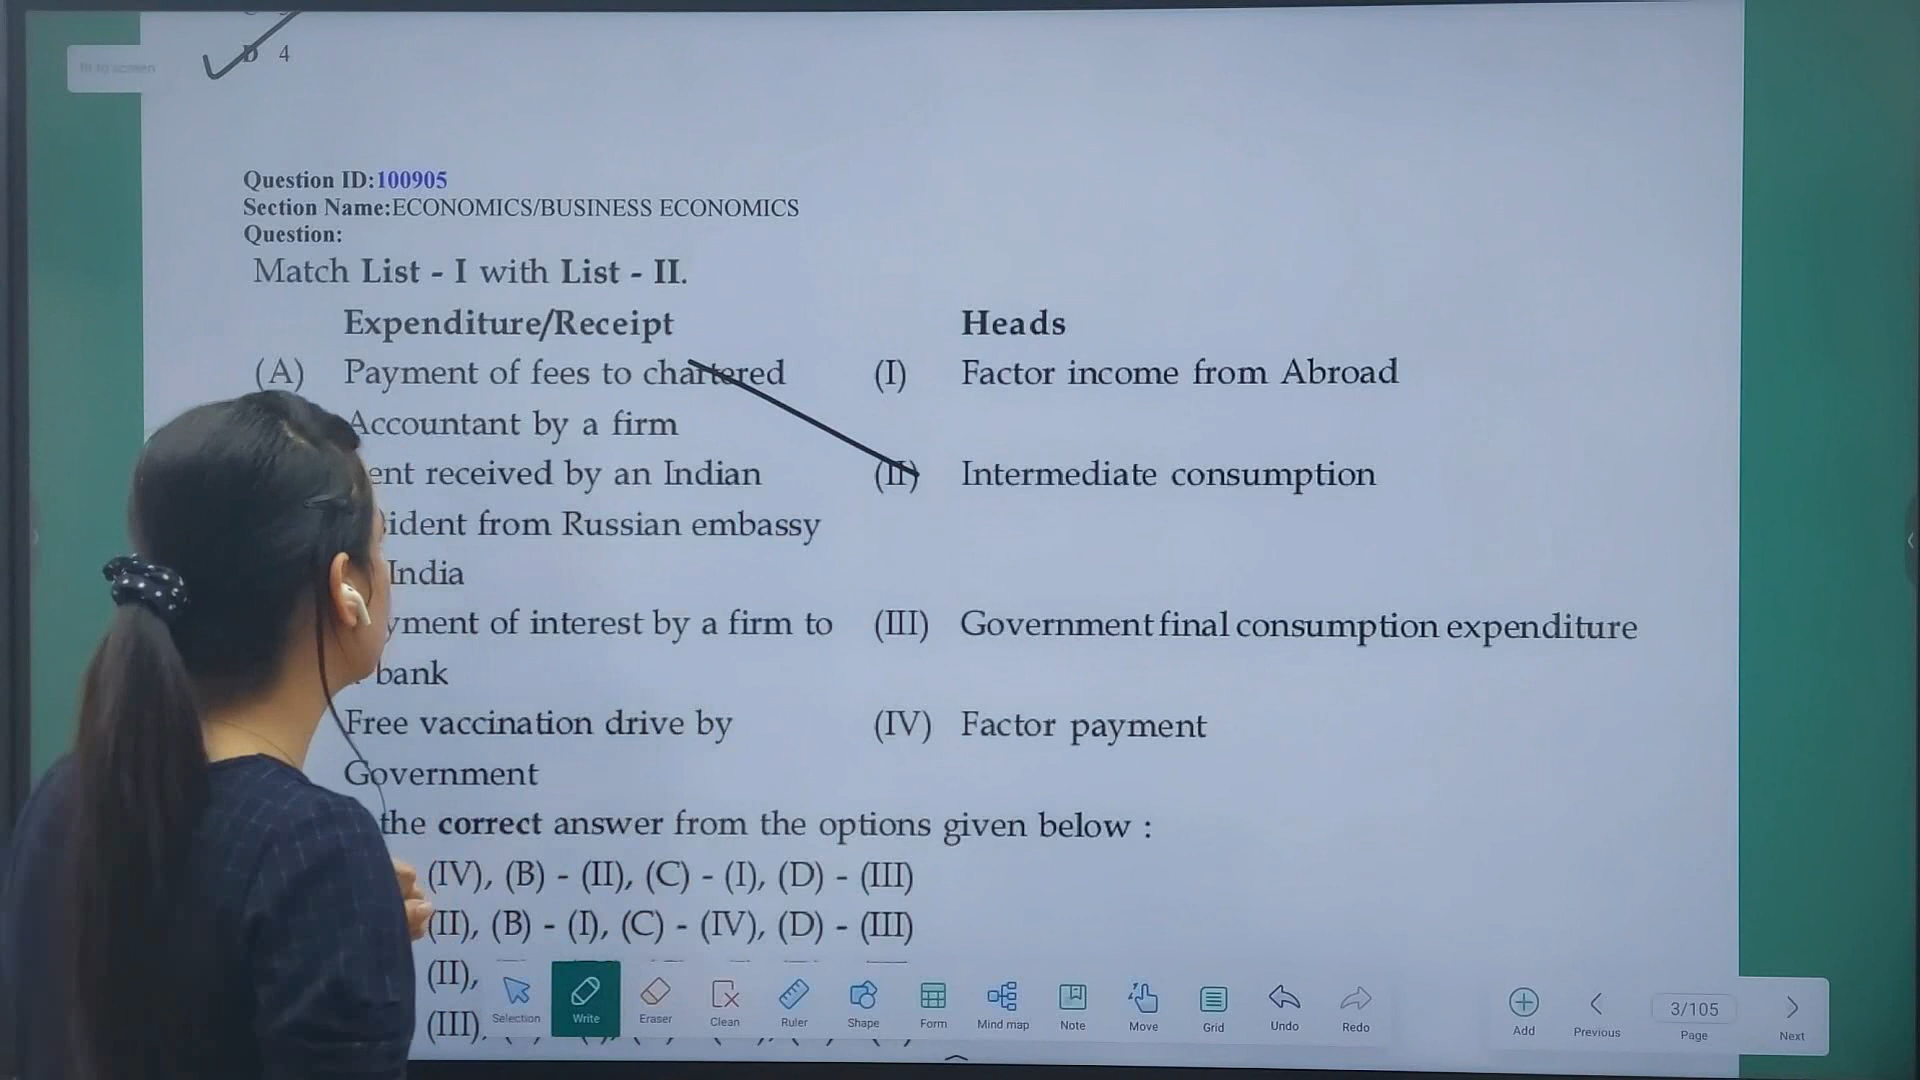 D 4
fit to screen
Question ID:100905
Section Name:ECONOMICS/BUSINESS ECONOMICS
Question:
Match List - I with List - II.
Expenditure/Receipt Heads
(A) Payment of fees to chartered (I) Factor income from Abroad
Accountant by a firm
received by an Indian (II) Intermediate consumption
from Russian embassy
India
of interest by a firm to (III) Government final consumption expenditure
bank
Free vaccination drive by (IV) Factor payment
Government
the correct answer from the options given below :
(IV), (B) - (II), (C) - (I), (D) - (III)
(II), (B) - (I), (C) - (IV), (D) - (III)
(II),
(III),
Selection Write Eraser Clean Ruler Shape Form Mind map Note Move Grid Undo Redo
Add Previous 3/105 Page Next